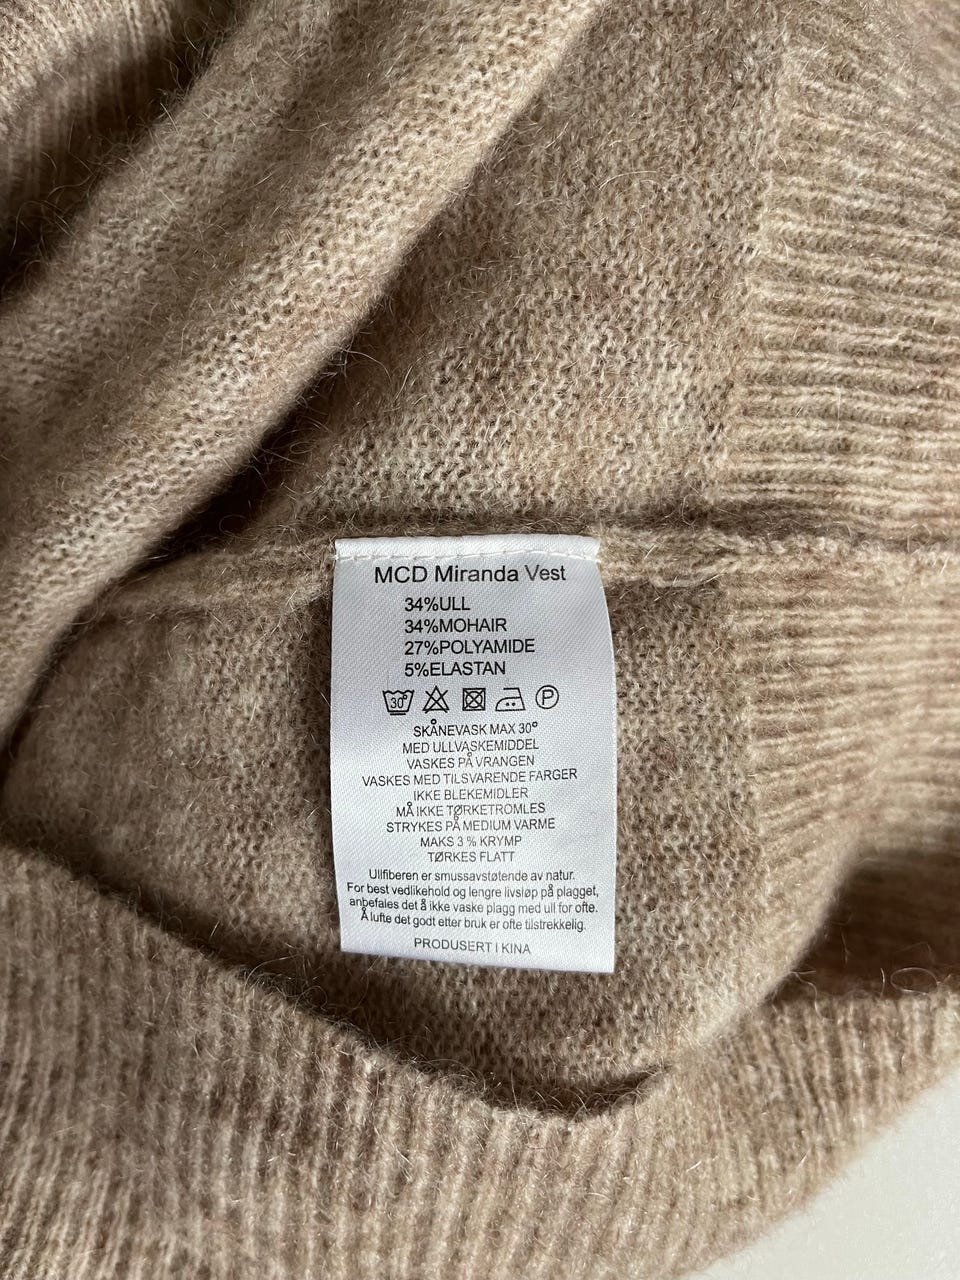 MCD Miranda Vest
34%ULL
34%MOHAIR
27%POLYAMIDE
5%ELASTAN
30° P
SKÅNEVASK MAX 30°
MED ULLVASKEMIDDEL
VASKES PÅ VRANGEN
VASKES MED TILSVARENDE FARGER
IKKE BLEKEMIDLER
MÅ IKKE TØRKETROMLES
STRYKES PÅ MEDIUM VARME
MAKS 3 % KRYMP
TØRKES FLATT
Ullfiberen er smussavstøtende av natur.
For best vedlikehold og lengre livsløp på plagget,
anbefales det å ikke vaske plagg med ull for ofte.
Å lufte det godt etter bruk er ofte tilstrekkelig.
PRODUSERT I KINA